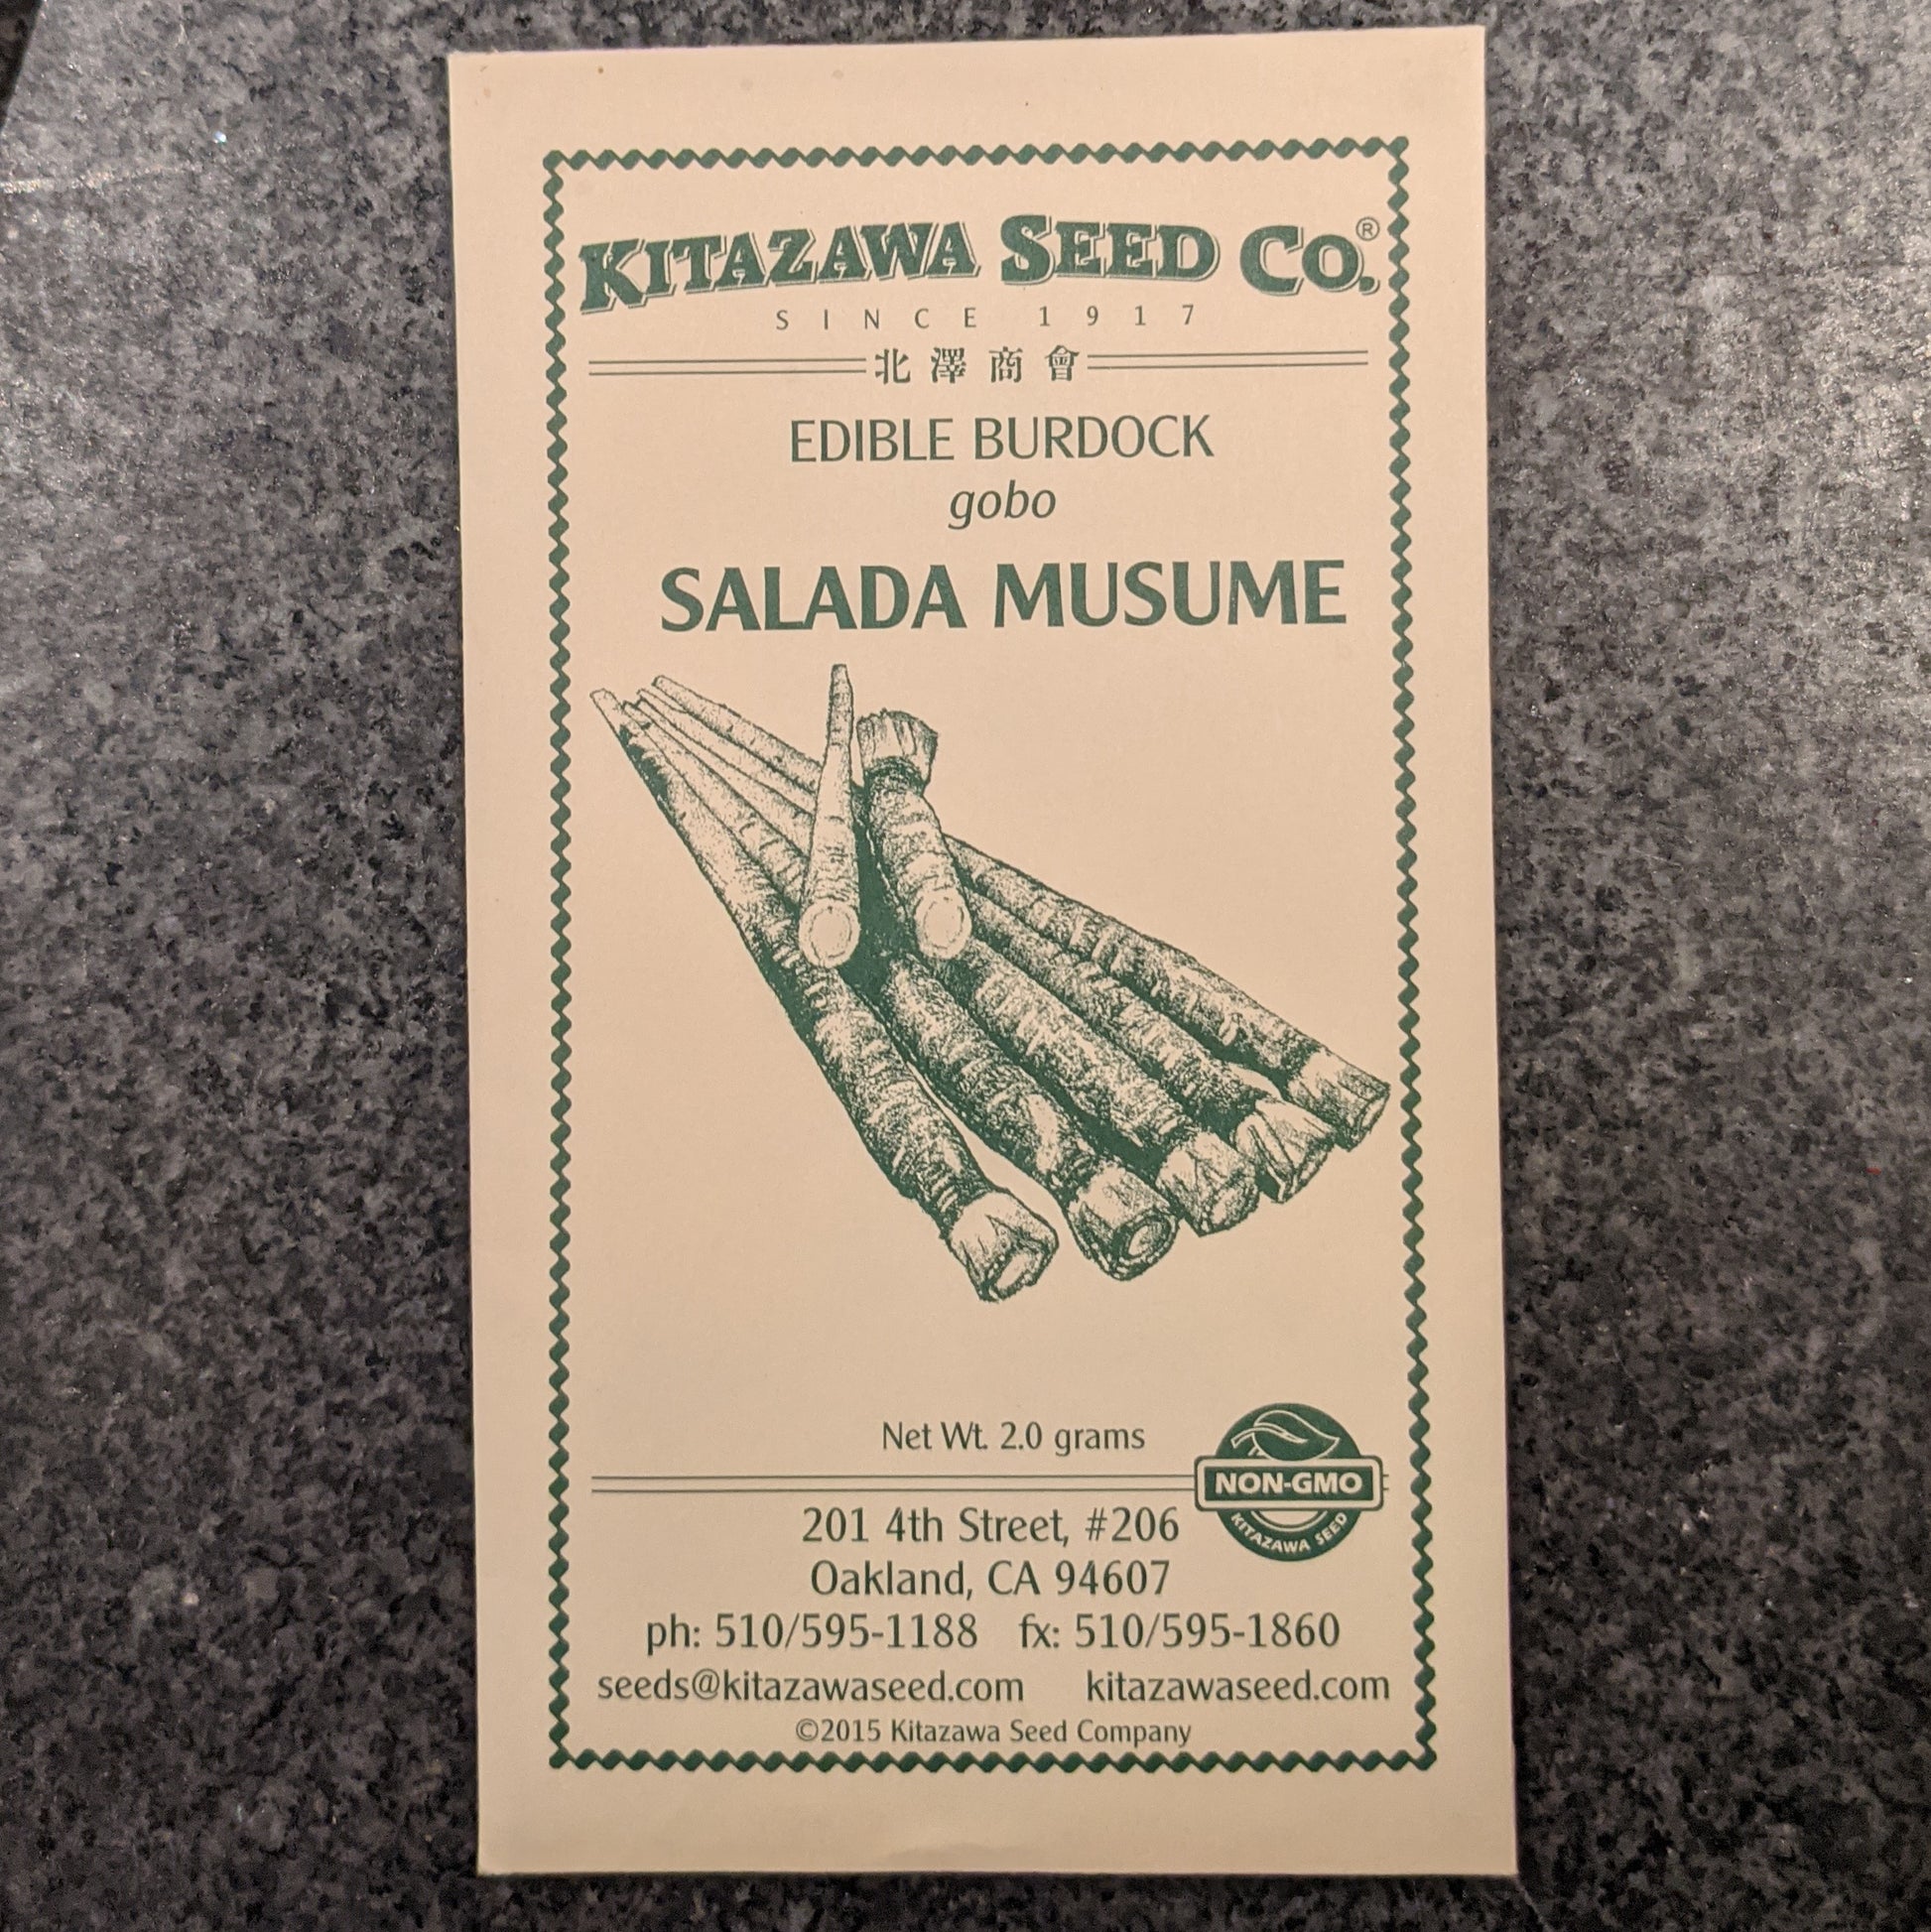 KITAZAWA SEED CO.®
SINCE 1917
北澤商會
EDIBLE BURDOCK
gobo
SALADA MUSUME
Net Wt. 2.0 grams
NON-GMO
KITAZAWA SEED
201 4th Street, #206
Oakland, CA 94607
ph: 510/595-1188 fx: 510/595-1860
seeds@kitazawaseed.com kitazawaseed.com
©2015 Kitazawa Seed Company